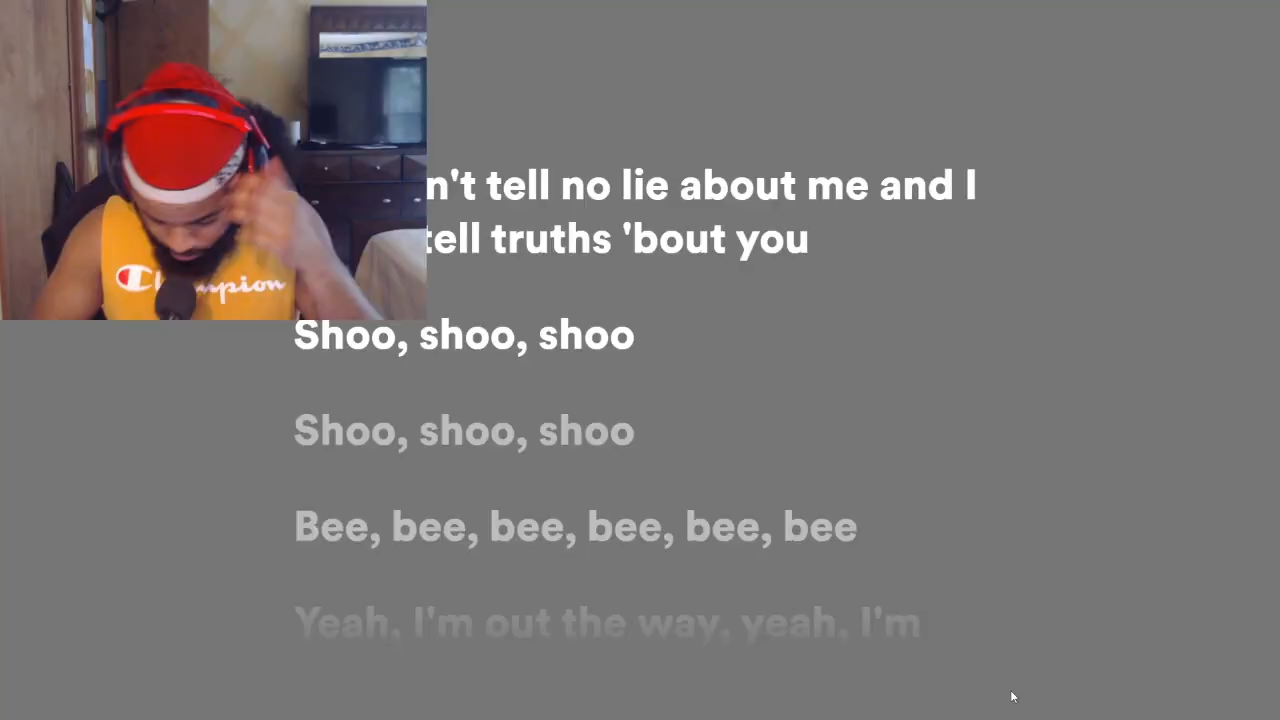 n't tell no lie about me and I
tell truths 'bout you
Champion
Shoo, shoo, shoo
Shoo, shoo, shoo
Bee, bee, bee, bee, bee, bee
Yeah, I'm out the way, yeah, I'm